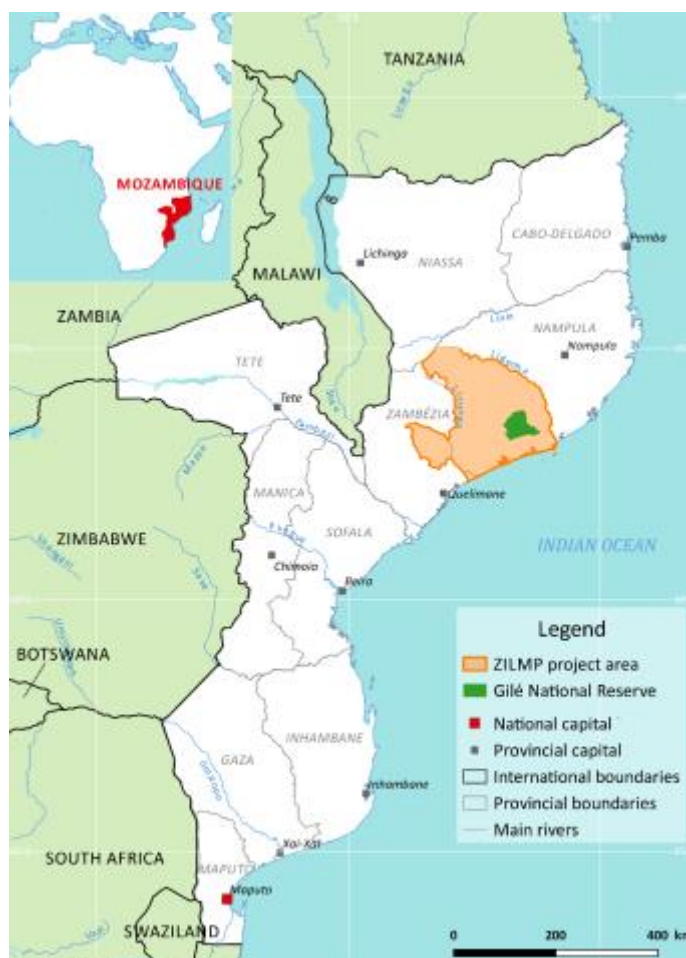 TANZANIA
MOZAMBIQUE
CABO-DELGADO
Pemba
Lichinga
NIASSA
MALAWI
ZAMBIA
NAMPULA
Nampula
TETE
Tete
ZAMBÉZIA
MANICA
Quelimane
SOFALA
ZIMBABWE
INDIAN OCEAN
Chimoio
Beira
Save
BOTSWANA
Legend
ZILMP project area
Gilé National Reserve
National capital
Provincial capital
International boundaries
Provincial boundaries
Main rivers
INHAMBANE
GAZA
Inhambane
SOUTH AFRICA
Xai-Xai
MAPUTO
Maputo
SWAZILAND
0 200 400 km